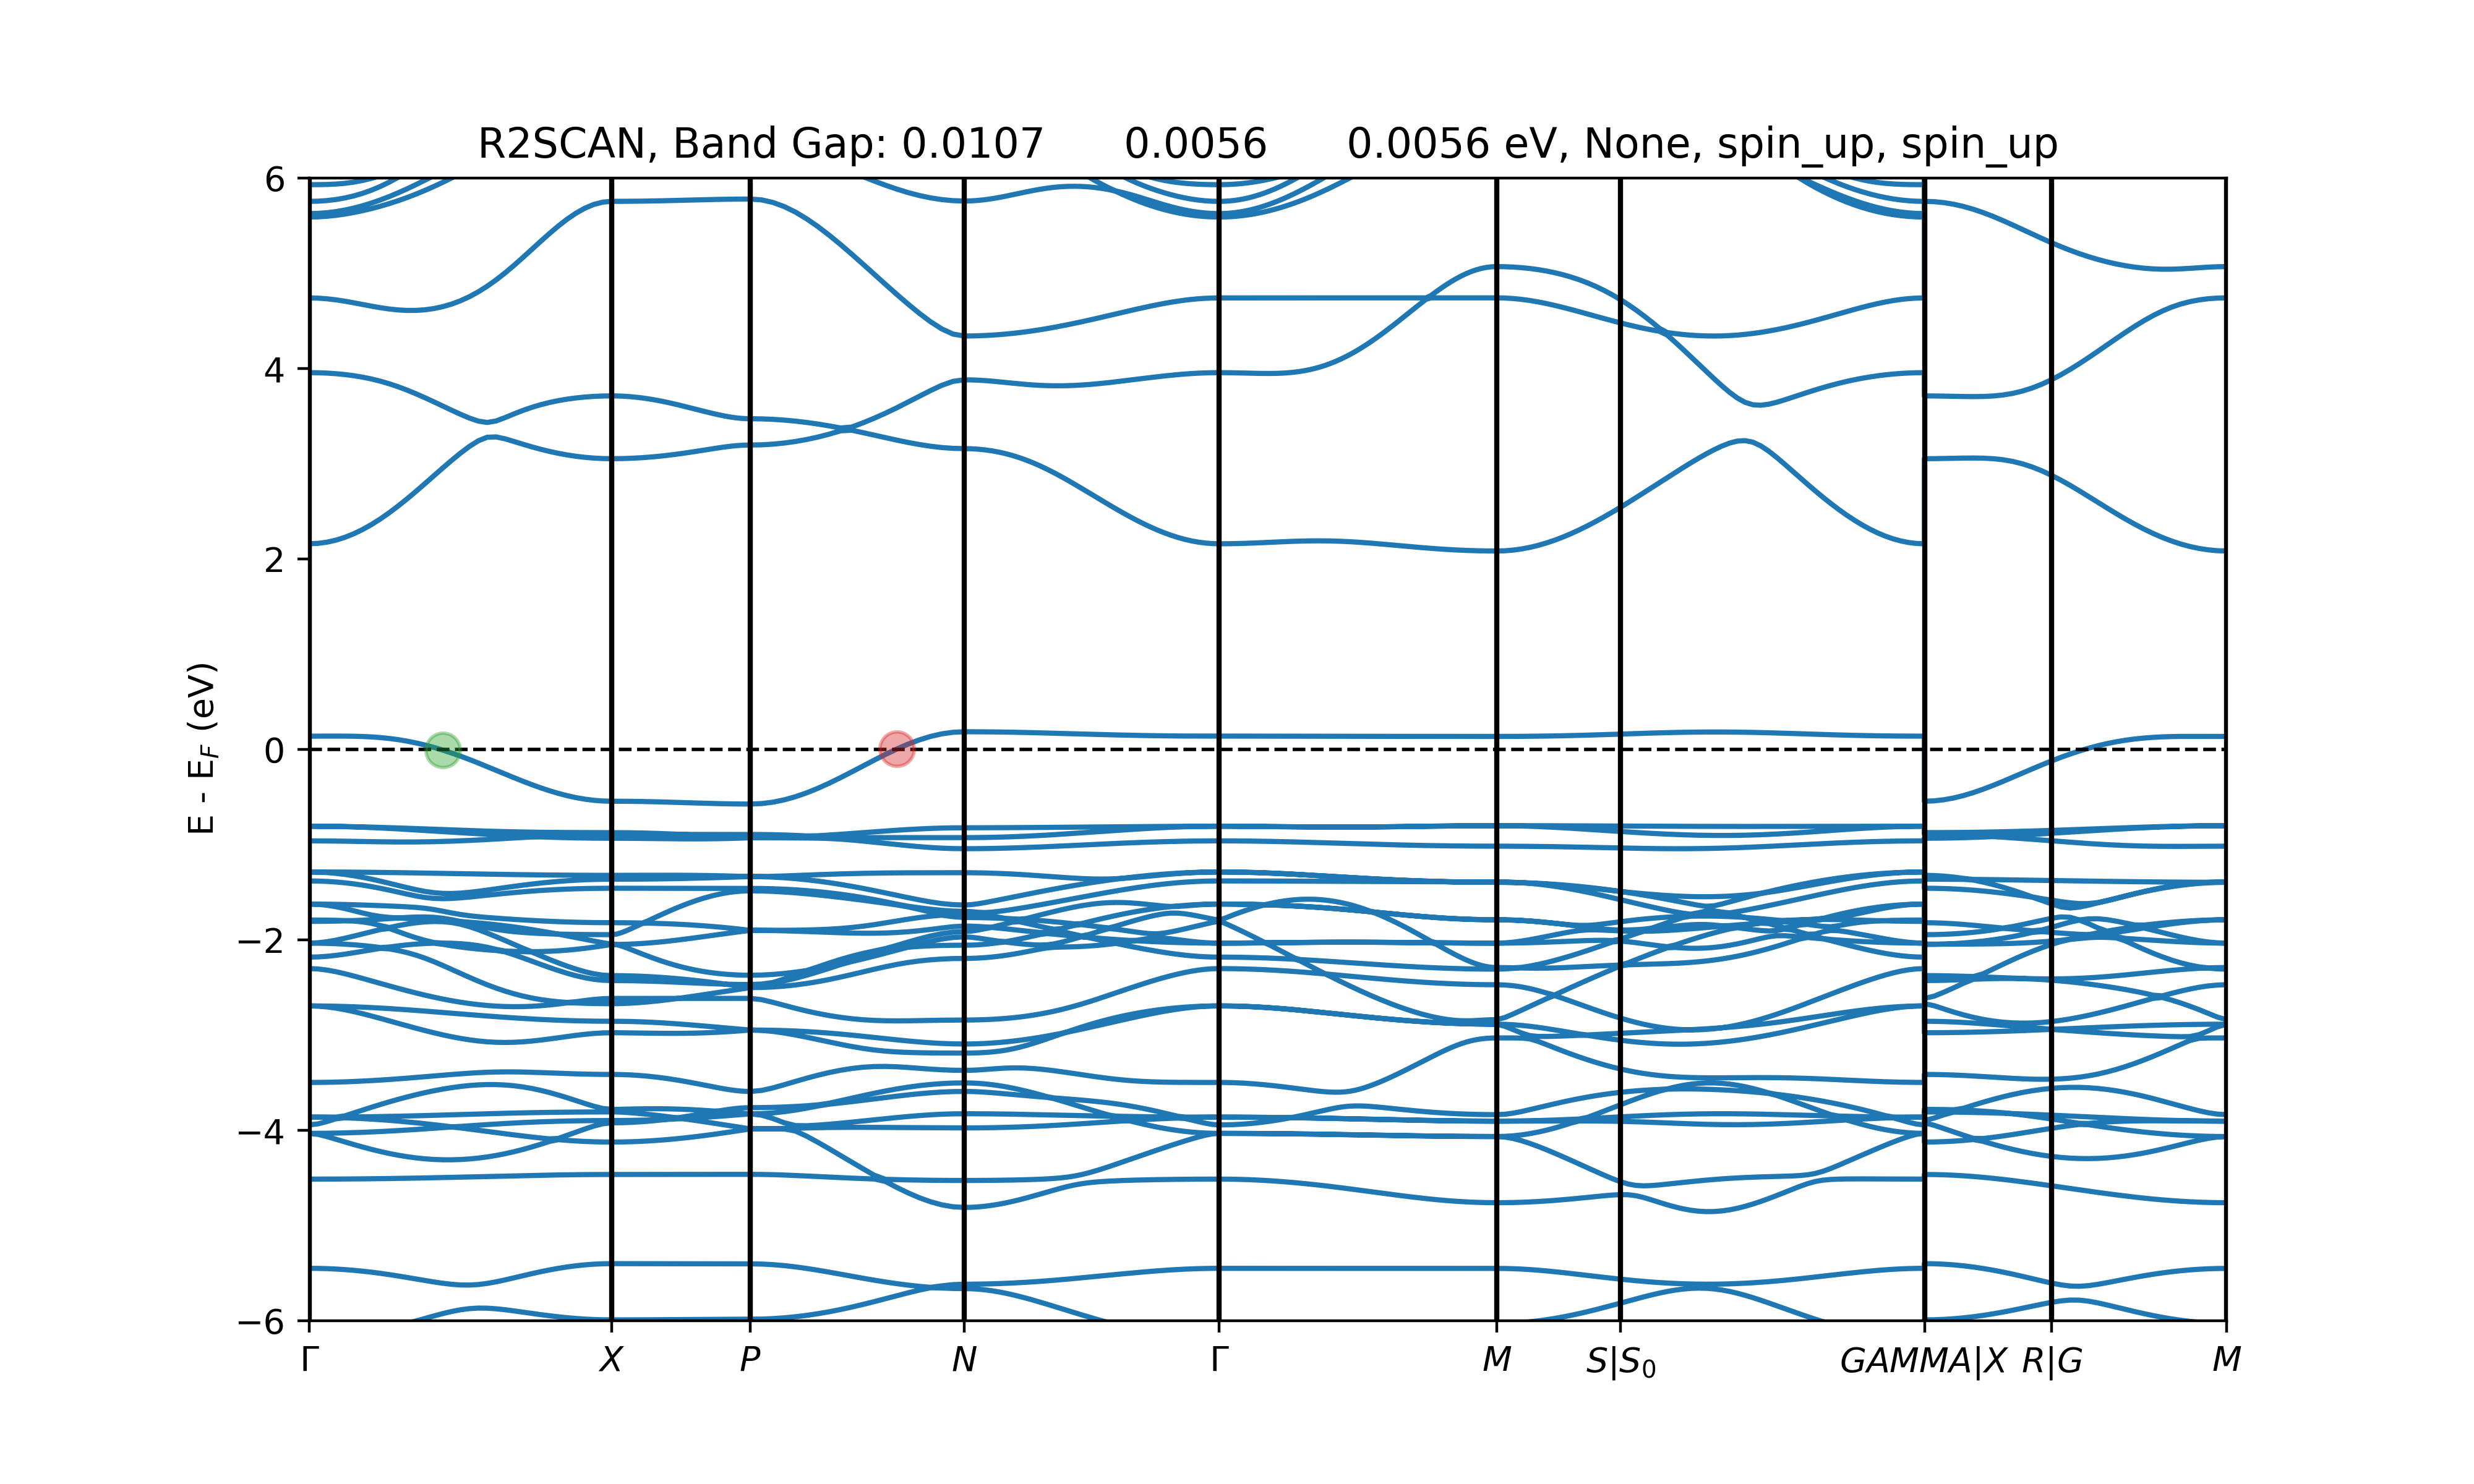 R2SCAN, Band Gap: 0.0107 0.0056 0.0056 eV, None, spin_up, spin_up
6
4
2
0
−2
−4
−6
E - E_F (eV)
Γ X P N Γ M S|S₀ GAMMA|X R|G M